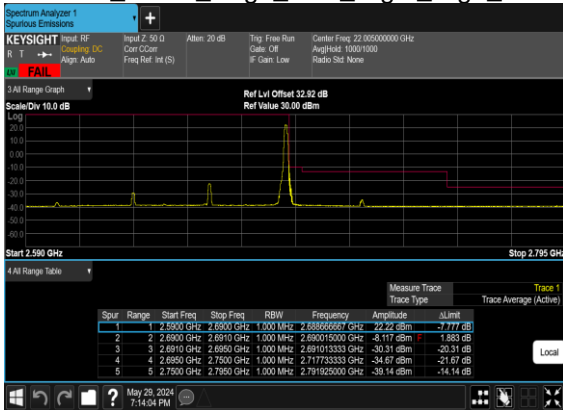 Spectrum Analyzer 1
Spurious Emissions
+
KEYSIGHT Input: RF Input Z: 50 Ω Atten: 20 dB Trig: Free Run Center Freq: 22.005000000 GHz
R T Coupling: DC Corr CCorr Gate: Off Avg|Hold: 1000/1000
Align: Auto Freq Ref: Int (S) IF Gain: Low Radio Std: None
FAIL
3 All Range Graph
Ref Lvl Offset 32.92 dB
Scale/Div 10.0 dB Ref Value 30.00 dBm
Log
20.0
10.0
0.00
-10.0
-20.0
-30.0
-40.0
-50.0
-60.0
Start 2.590 GHz Stop 2.795 GHz
4 All Range Table
Measure Trace Trace 1
Trace Type Trace Average (Active)
Spur Range Start Freq Stop Freq RBW Frequency Amplitude ΔLimit
1 1 2.5900 GHz 2.6900 GHz 1.000 MHz 2.688666667 GHz 22.22 dBm -7.777 dB
2 2 2.6900 GHz 2.6910 GHz 1.000 MHz 2.690015000 GHz -8.117 dBm F 1.883 dB
3 3 2.6910 GHz 2.6950 GHz 1.000 MHz 2.691013333 GHz -30.31 dBm -20.31 dB
4 4 2.6950 GHz 2.7500 GHz 1.000 MHz 2.717733333 GHz -34.67 dBm -21.67 dB
5 5 2.7500 GHz 2.7950 GHz 1.000 MHz 2.791925000 GHz -39.14 dBm -14.14 dB
Local
? May 29, 2024
7:14:04 PM